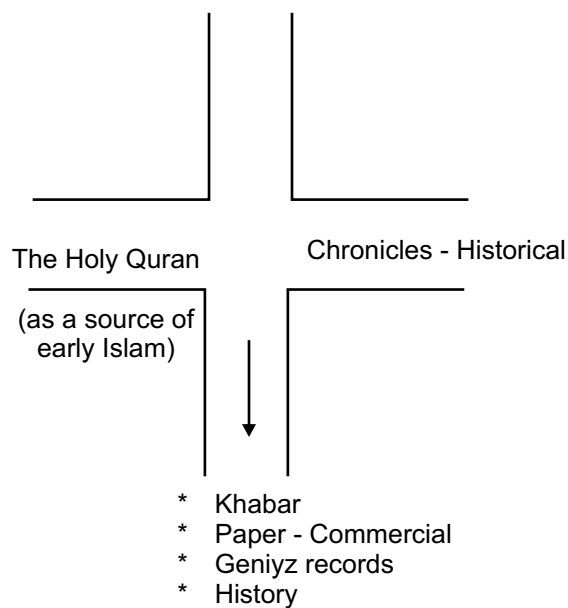 The Holy Quran
Chronicles - Historical
(as a source of
early Islam)
* Khabar
* Paper - Commercial
* Geniyz records
* History